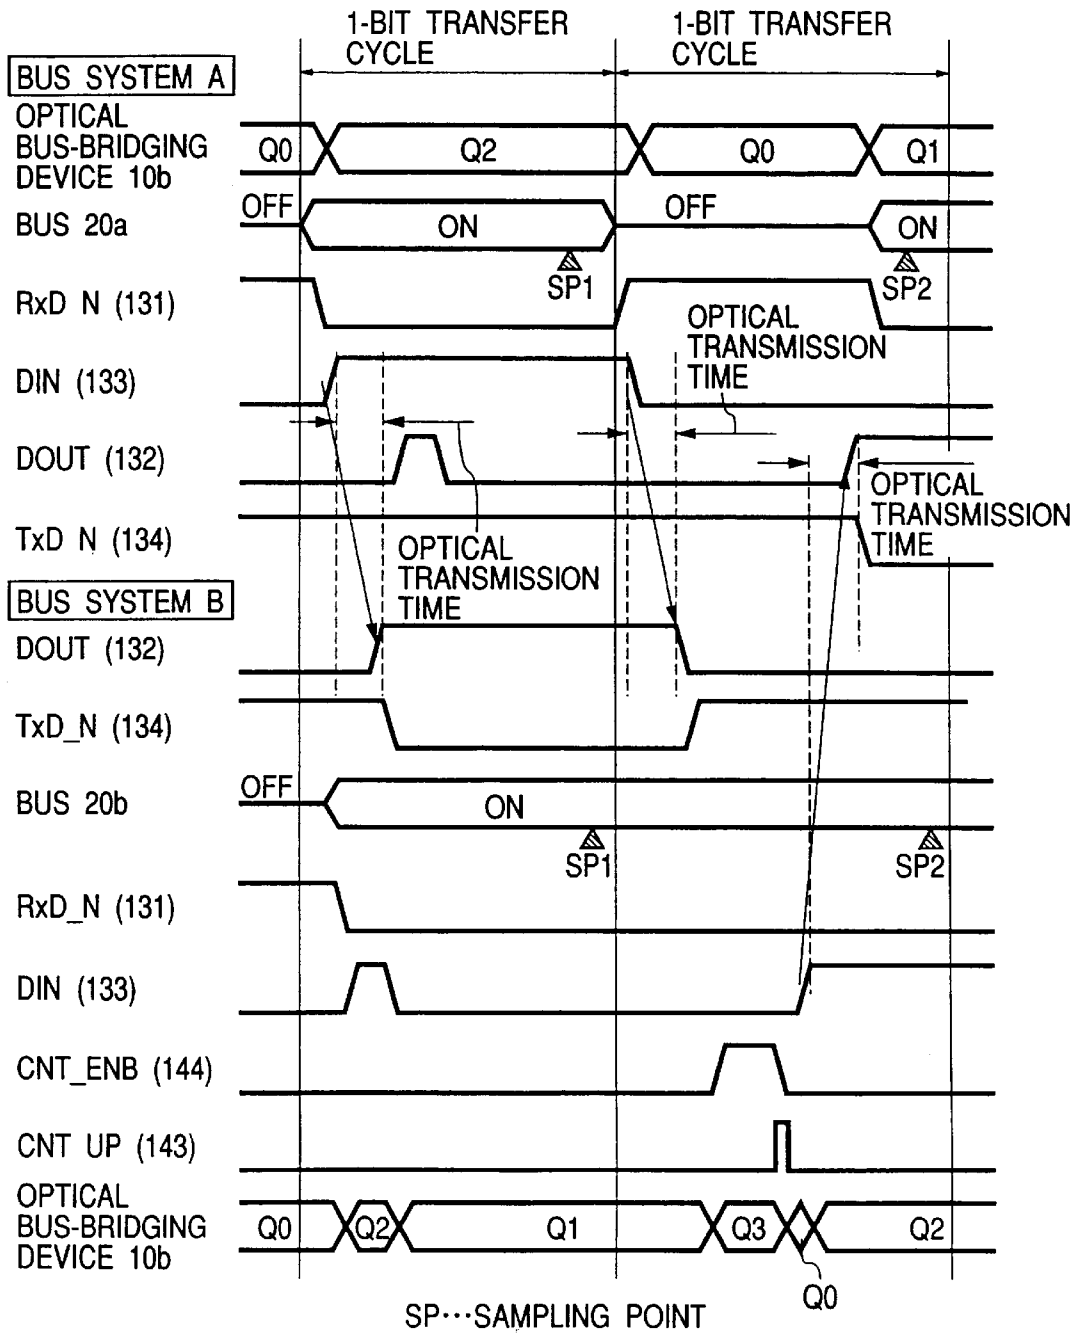 1-BIT TRANSFER
CYCLE
1-BIT TRANSFER
CYCLE
BUS SYSTEM A
OPTICAL
BUS-BRIDGING
DEVICE 10b
Q0
Q2
Q0
Q1
BUS 20a
OFF
ON
OFF
ON
SP1
SP2
RxD N (131)
OPTICAL
TRANSMISSION
TIME
DIN (133)
DOUT (132)
OPTICAL
TRANSMISSION
TIME
TxD N (134)
OPTICAL
TRANSMISSION
TIME
BUS SYSTEM B
DOUT (132)
TxD_N (134)
BUS 20b
OFF
ON
SP1
SP2
RxD_N (131)
DIN (133)
CNT_ENB (144)
CNT UP (143)
OPTICAL
BUS-BRIDGING
DEVICE 10b
Q0
Q2
Q1
Q3
Q2
Q0
SP···SAMPLING POINT